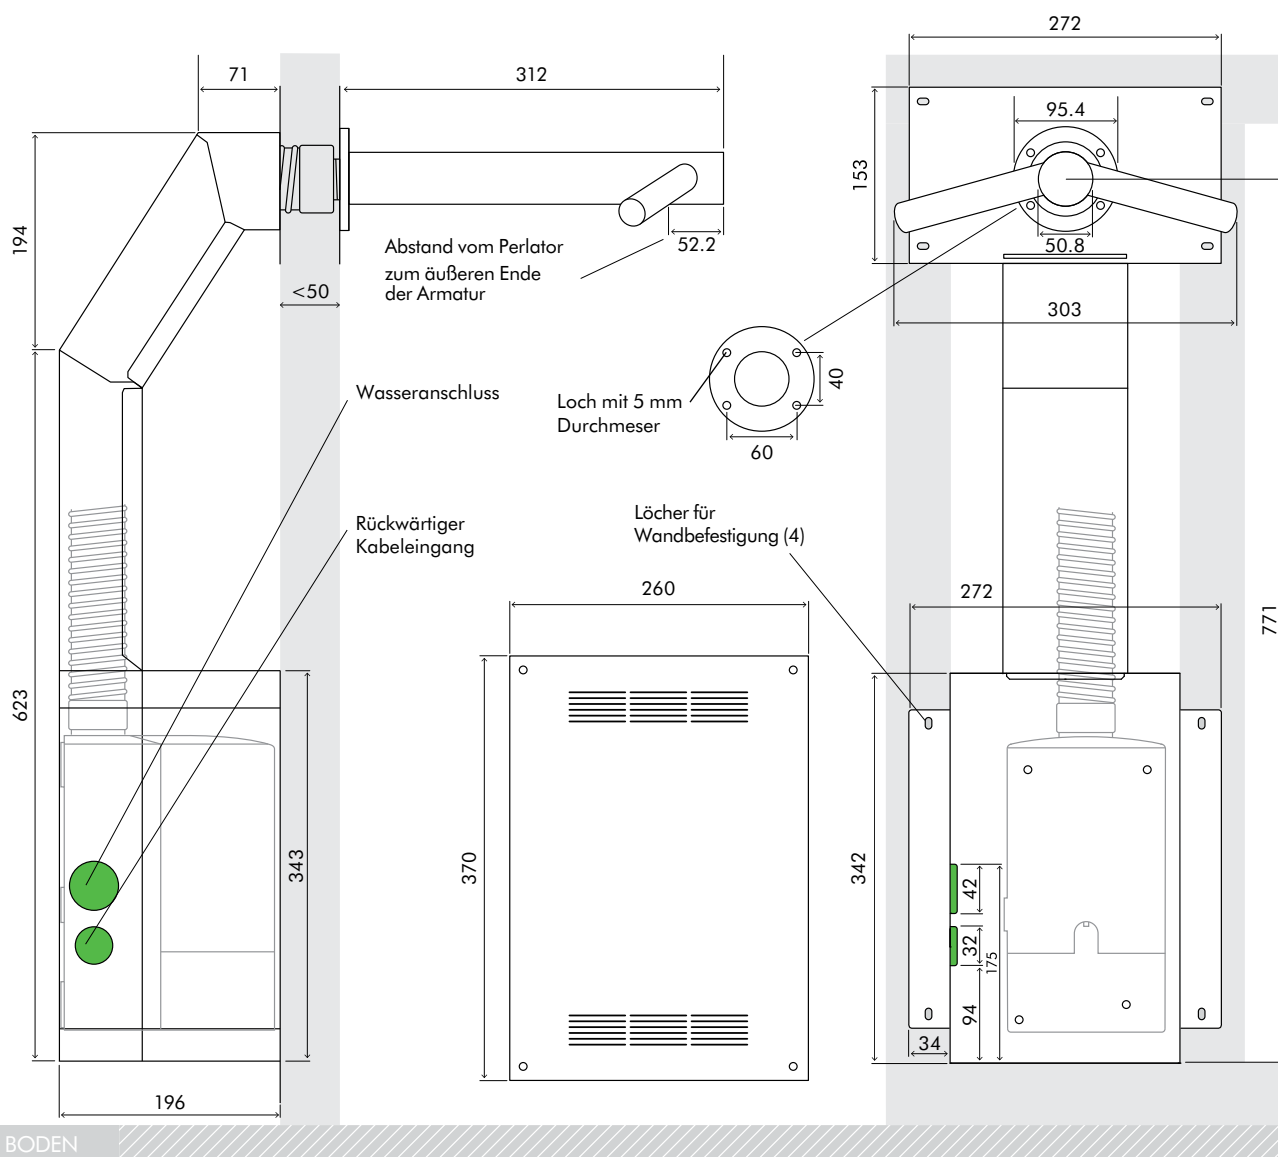 272
71
312
95.4
153
194
Abstand vom Perlator
zum äußeren Ende
der Armatur
52.2
50.8
<50
303
Wasseranschluss
Loch mit 5 mm
Durchmeser
40
60
Rückwärtiger
Kabeleingang
Löcher für
Wandbefestigung (4)
260
272
771
623
343
370
342
42
32
175
94
34
196
BODEN